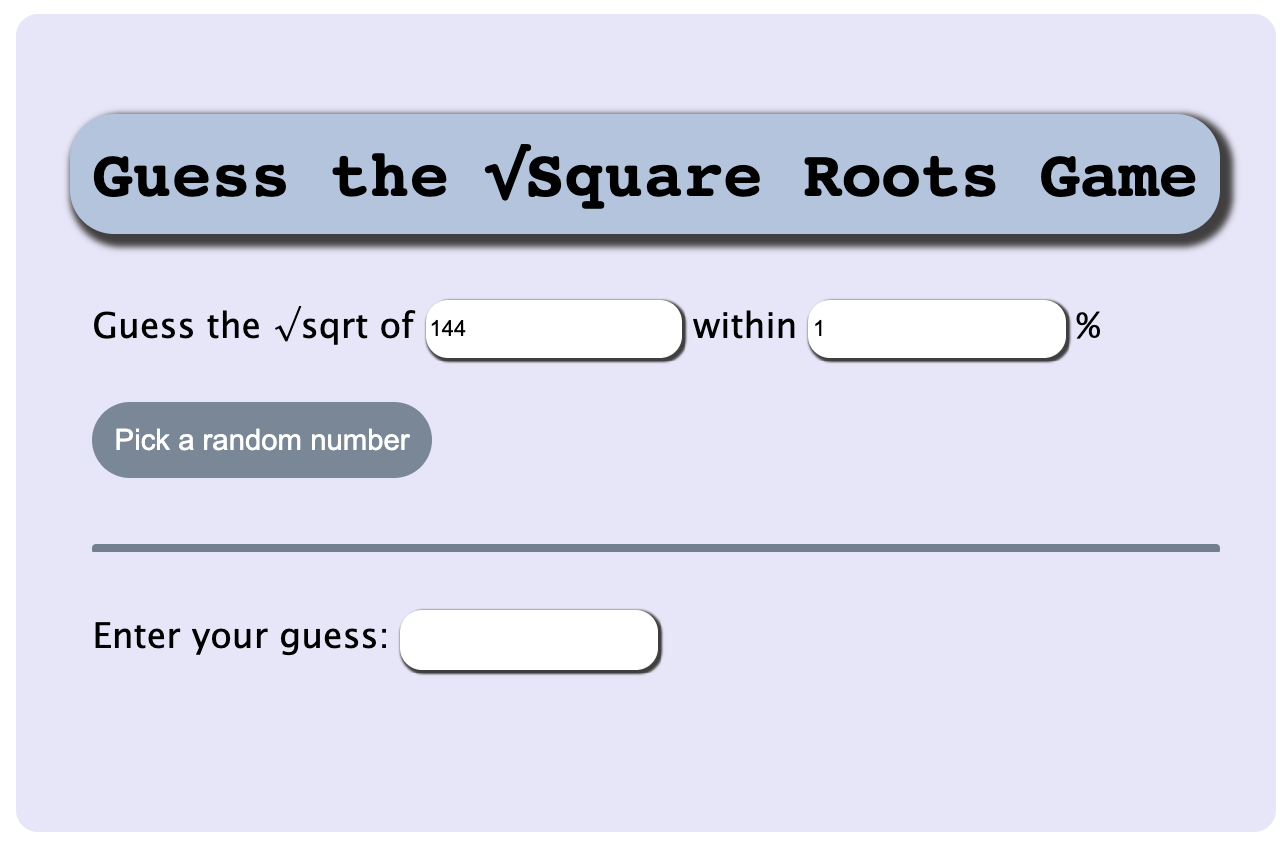 Guess the √Square Roots Game
Guess the √sqrt of 144 within 1 %
Pick a random number
Enter your guess: